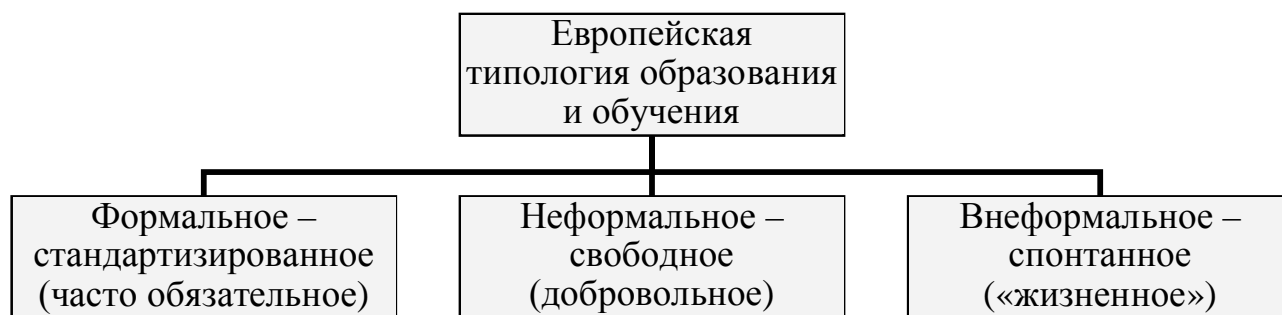 Европейская
типология образования
и обучения
Формальное –
стандартизированное
(часто обязательное)
Неформальное –
свободное
(добровольное)
Внеформальное –
спонтанное
(«жизненное»)